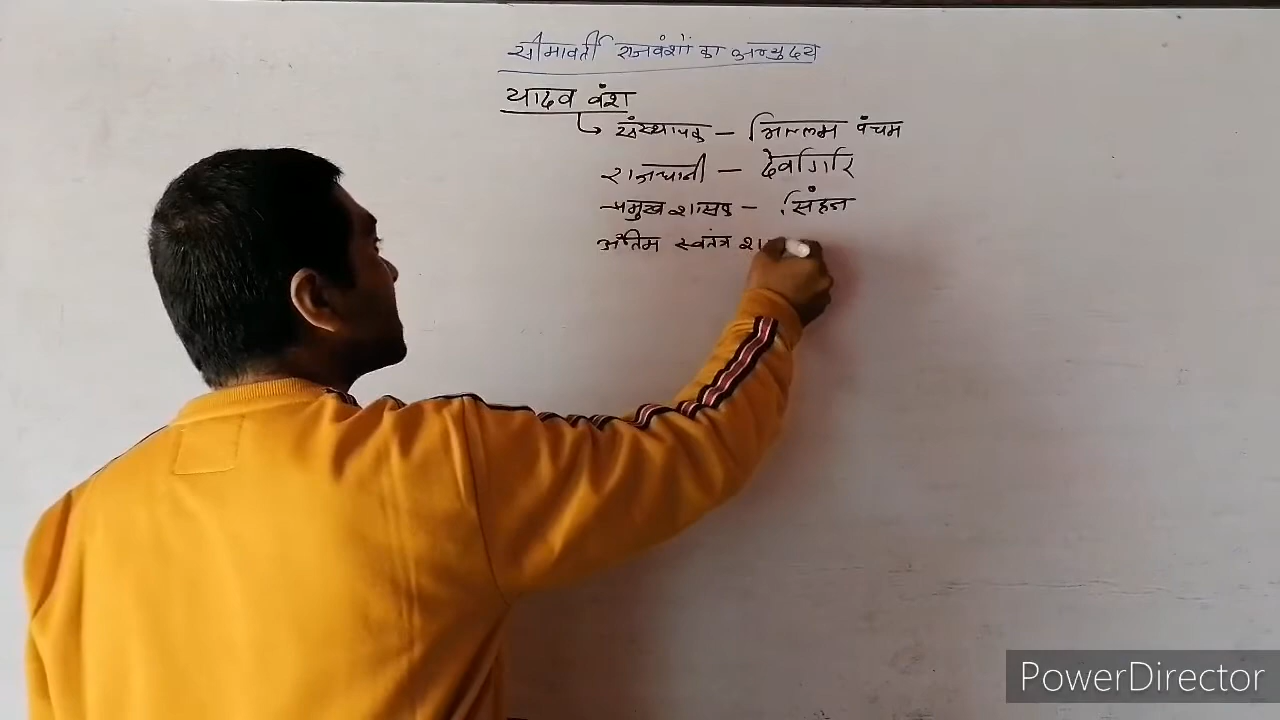 सीमावर्ती राजवंशों का अभ्युदय
यादव वंश
संस्थापक – भिल्लम पंचम
राजधानी – देवगिरि
प्रमुख शासक – सिंहन
अंतिम स्वतंत्र शा
PowerDirector